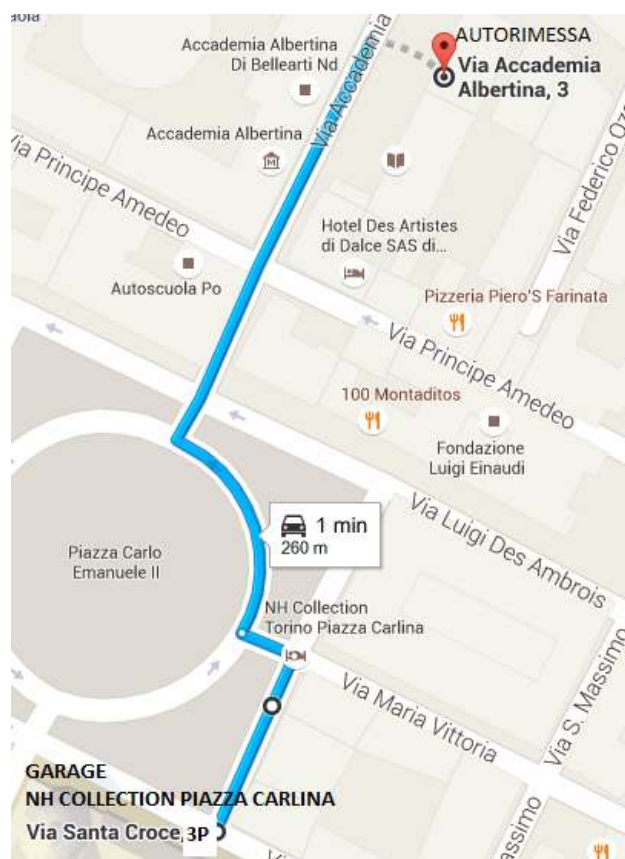 aola
AUTORIMESSA
Via Accademia
Albertina, 3
Accademia Albertina
Di Bellearti Nd
Via Accademia
Accademia Albertina
Via Principe Amedeo
Via Federico Oza
Hotel Des Artistes
di Dalce SAS di...
Autoscuola Po
Pizzeria Piero'S Farinata
Via Principe Amedeo
100 Montaditos
Fondazione
Luigi Einaudi
1 min
260 m
Via Luigi Des Ambrois
Piazza Carlo
Emanuele II
NH Collection
Torino Piazza Carlina
Via Maria Vittoria
Via S. Massimo
GARAGE
NH COLLECTION PIAZZA CARLINA
Via Santa Croce, 3P
Massimo